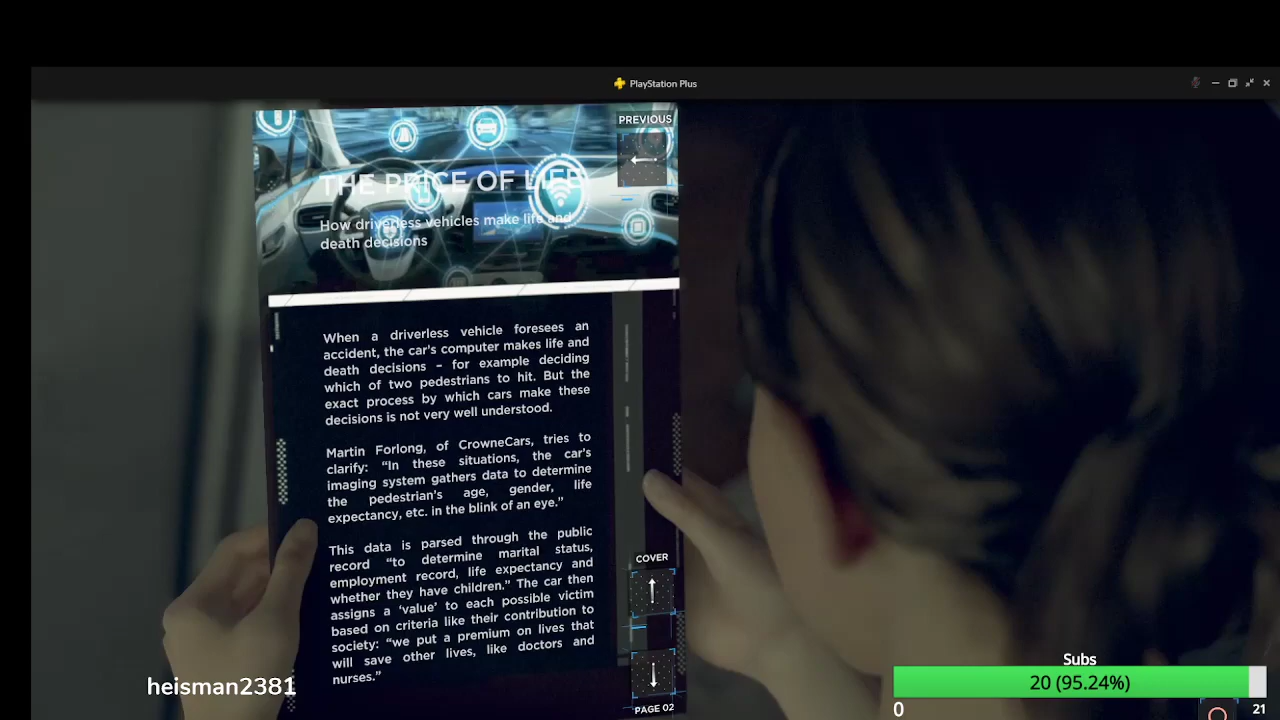 PlayStation Plus
PREVIOUS
THE PRICE OF LIFE
How driverless vehicles make life and
death decisions
When a driverless vehicle foresees an
accident, the car's computer makes life and
death decisions – for example deciding
which of two pedestrians to hit. But the
exact process by which cars make these
decisions is not very well understood.
Martin Forlong, of CrowneCars, tries to
clarify: “In these situations, the car's
imaging system gathers data to determine
the pedestrian's age, gender, life
expectancy, etc. in the blink of an eye.”
This data is parsed through the public
record “to determine marital status,
employment record, life expectancy and
whether they have children.” The car then
assigns a ‘value’ to each possible victim
based on criteria like their contribution to
society: “we put a premium on lives that
will save other lives, like doctors and
nurses.”
COVER
PAGE 02
heisman2381
Subs
20 (95.24%)
0
21